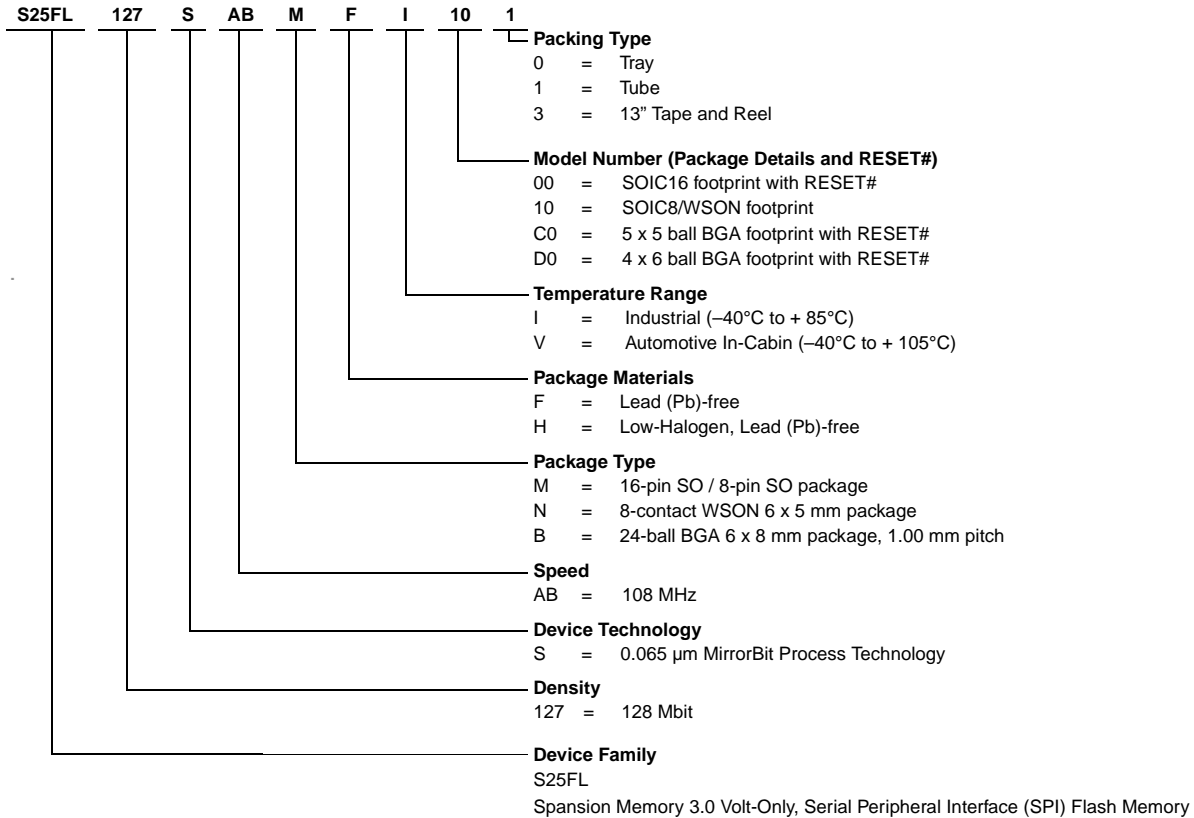 S25FL 127 S AB M F I 10 1
Packing Type
0 = Tray
1 = Tube
3 = 13” Tape and Reel
Model Number (Package Details and RESET#)
00 = SOIC16 footprint with RESET#
10 = SOIC8/WSON footprint
C0 = 5 x 5 ball BGA footprint with RESET#
D0 = 4 x 6 ball BGA footprint with RESET#
Temperature Range
I = Industrial (–40°C to + 85°C)
V = Automotive In-Cabin (–40°C to + 105°C)
Package Materials
F = Lead (Pb)-free
H = Low-Halogen, Lead (Pb)-free
Package Type
M = 16-pin SO / 8-pin SO package
N = 8-contact WSON 6 x 5 mm package
B = 24-ball BGA 6 x 8 mm package, 1.00 mm pitch
Speed
AB = 108 MHz
Device Technology
S = 0.065 µm MirrorBit Process Technology
Density
127 = 128 Mbit
Device Family
S25FL
Spansion Memory 3.0 Volt-Only, Serial Peripheral Interface (SPI) Flash Memory